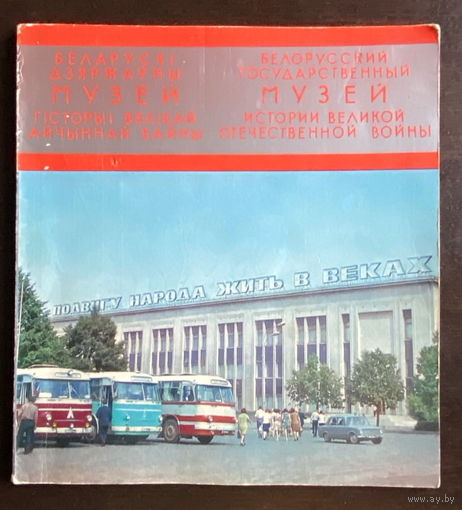 БЕЛАРУСКІ
ДЗЯРЖАЎНЫ
МУЗЕЙ
ГІСТОРЫІ ВЯЛІКАЙ
АЙЧЫННАЙ ВАЙНЫ
БЕЛОРУССКИЙ
ГОСУДАРСТВЕННЫЙ
МУЗЕЙ
ИСТОРИИ ВЕЛИКОЙ
ОТЕЧЕСТВЕННОЙ ВОЙНЫ
ПОДВИГУ НАРОДА ЖИТЬ В ВЕКАХ
www.ay.by